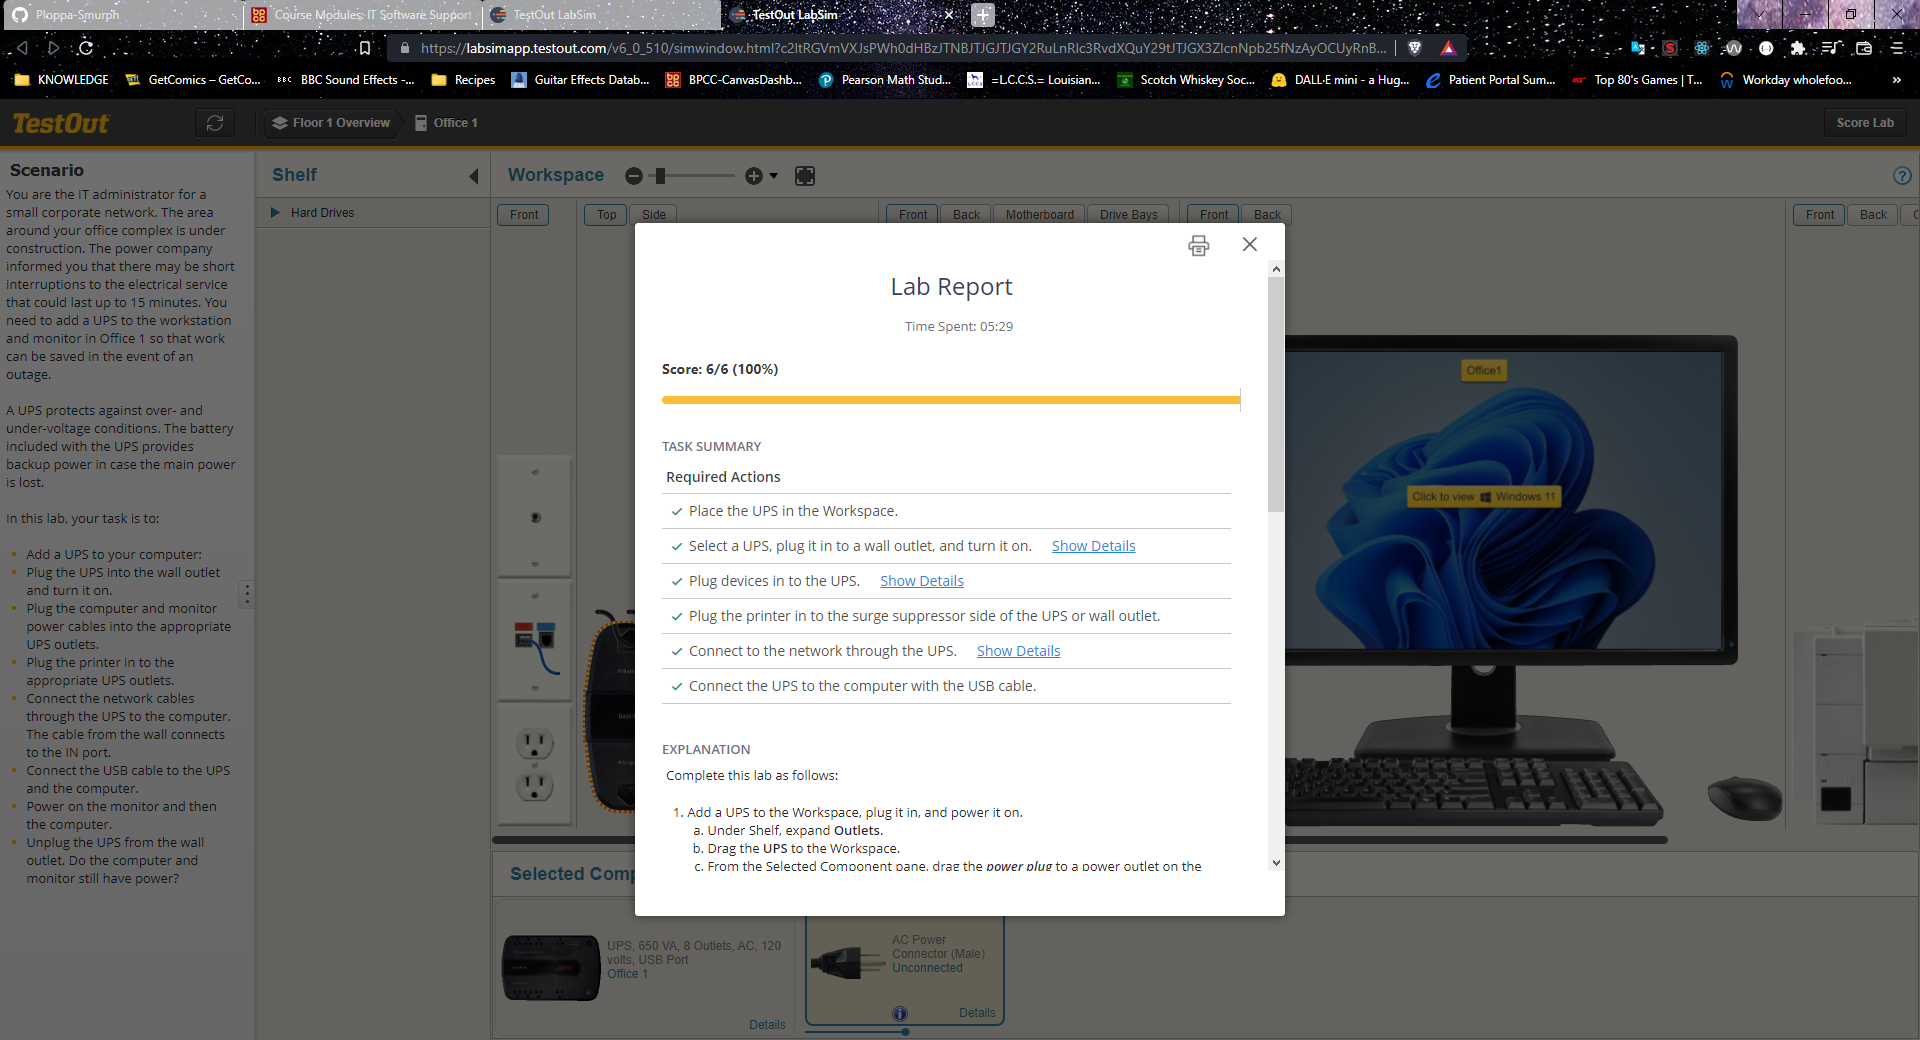 Ploppa-Smurph
Course Modules: IT Software Support
TestOut LabSim
TestOut LabSim
https://labsimapp.testout.com/v6_0_510/simwindow.html?c2ltRGVmVXJsPWh0dHBzJTNBJTJGJTJGY2RuLnRlc3RvdXQuY29tJTJGX3ZlcnNpb25fNzAyOCUyRnB...
KNOWLEDGE
GetComics – GetCo...
BBC BBC Sound Effects -...
Recipes
Guitar Effects Datab...
BPCC-CanvasDashb...
Pearson Math Stud...
=L.C.C.S.= Louisian...
Scotch Whiskey Soc...
DALL·E mini - a Hug...
Patient Portal Sum...
Top 80's Games | T...
Workday wholefoo...
»
TestOut
Floor 1 Overview
Office 1
Score Lab
Scenario
You are the IT administrator for a
small corporate network. The area
around your office complex is under
construction. The power company
informed you that there may be short
interruptions to the electrical service
that could last up to 15 minutes. You
need to add a UPS to the workstation
and monitor in Office 1 so that work
can be saved in the event of an
outage.
A UPS protects against over- and
under-voltage conditions. The battery
included with the UPS provides
backup power in case the main power
is lost.
In this lab, your task is to:
Add a UPS to your computer:
Plug the UPS into the wall outlet
and turn it on.
Plug the computer and monitor
power cables into the appropriate
UPS outlets.
Plug the printer in to the
appropriate UPS outlets.
Connect the network cables
through the UPS to the computer.
The cable from the wall connects
to the IN port.
Connect the USB cable to the UPS
and the computer.
Power on the monitor and then
the computer.
Unplug the UPS from the wall
outlet. Do the computer and
monitor still have power?
Shelf
Hard Drives
Workspace
Front
Top Side
Front Back Motherboard Drive Bays
Front Back
Front Back
Office1
Click to view Windows 11
Lab Report
Time Spent: 05:29
Score: 6/6 (100%)
TASK SUMMARY
Required Actions
Place the UPS in the Workspace.
Select a UPS, plug it in to a wall outlet, and turn it on. Show Details
Plug devices in to the UPS. Show Details
Plug the printer in to the surge suppressor side of the UPS or wall outlet.
Connect to the network through the UPS. Show Details
Connect the UPS to the computer with the USB cable.
EXPLANATION
Complete this lab as follows:
1. Add a UPS to the Workspace, plug it in, and power it on.
a. Under Shelf, expand Outlets.
b. Drag the UPS to the Workspace.
c. From the Selected Component pane, drag the power plug to a power outlet on the
Selected Comp
UPS, 650 VA, 8 Outlets, AC, 120
volts, USB Port
Office 1
Details
AC Power
Connector (Male)
Unconnected
Details